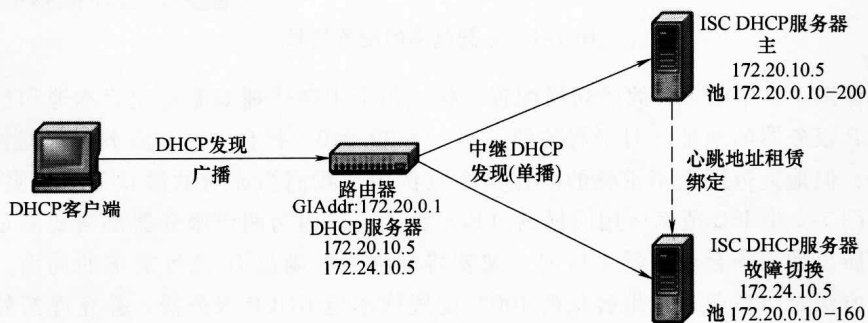 DHCP客户端
DHCP发现
广播
路由器
GIAddr:172.20.0.1
DHCP服务器
172.20.10.5
172.24.10.5
中继DHCP
发现(单播)
ISC DHCP服务器
主
172.20.10.5
池 172.20.0.10-200
心跳地址租赁
绑定
ISC DHCP服务器
故障切换
172.24.10.5
池 172.20.0.10-160